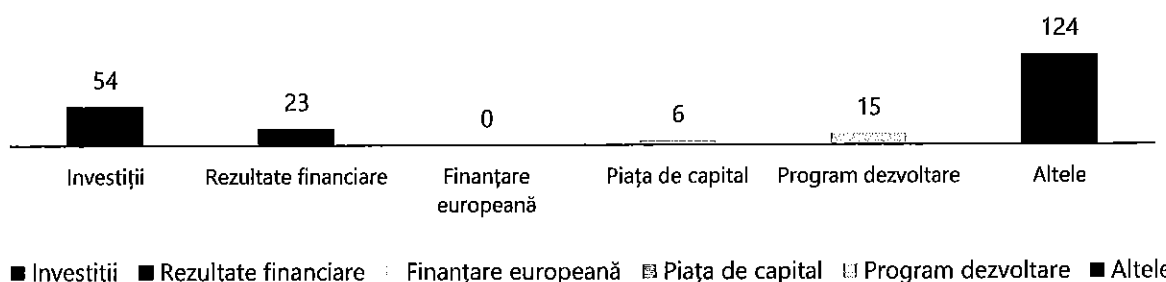 124
54
23
0
6
15
Investiții
Rezultate financiare
Finanțare
europeană
Piața de capital
Program dezvoltare
Altele
Investitii Rezultate financiare Finanțare europeană Piața de capital Program dezvoltare Altele